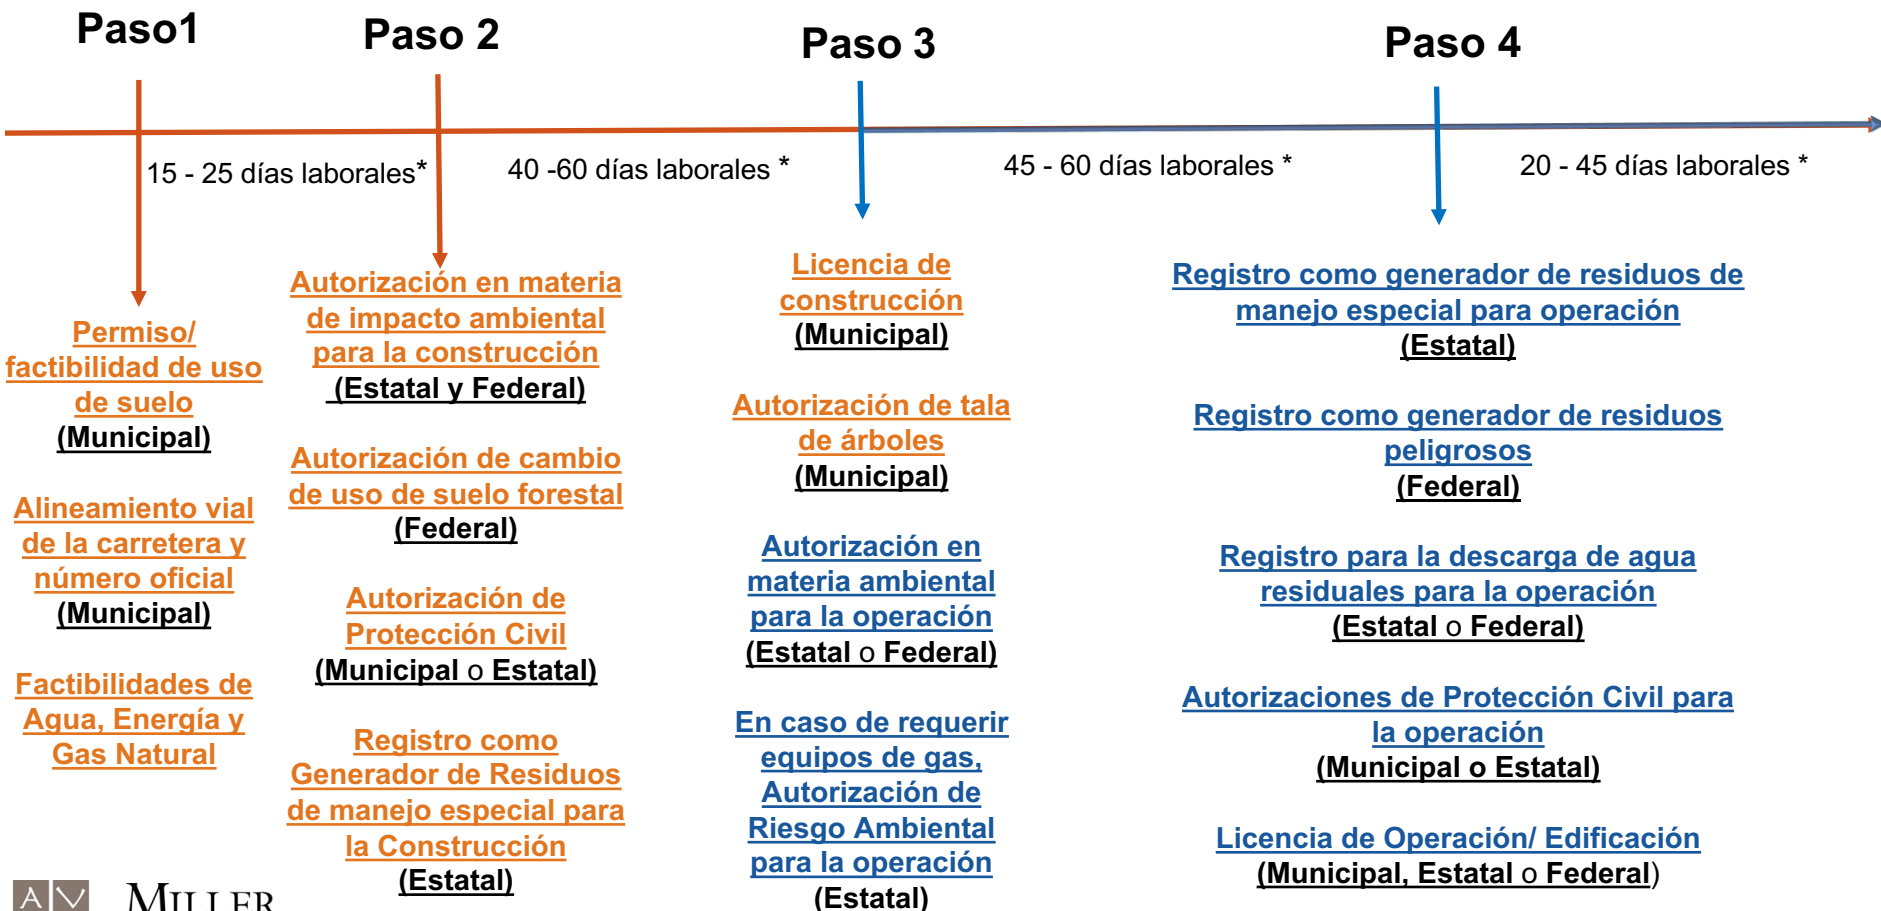 Paso1
Paso 2
Paso 3
Paso 4
15 - 25 días laborales*
40 -60 días laborales *
45 - 60 días laborales *
20 - 45 días laborales *
Permiso/
factibilidad de uso
de suelo
(Municipal)
Alineamiento vial
de la carretera y
número oficial
(Municipal)
Factibilidades de
Agua, Energía y
Gas Natural
Autorización en materia
de impacto ambiental
para la construcción
(Estatal y Federal)
Autorización de cambio
de uso de suelo forestal
(Federal)
Autorización de
Protección Civil
(Municipal o Estatal)
Registro como
Generador de Residuos
de manejo especial para
la Construcción
(Estatal)
Licencia de
construcción
(Municipal)
Autorización de tala
de árboles
(Municipal)
Autorización en
materia ambiental
para la operación
(Estatal o Federal)
En caso de requerir
equipos de gas,
Autorización de
Riesgo Ambiental
para la operación
(Estatal)
Registro como generador de residuos de
manejo especial para operación
(Estatal)
Registro como generador de residuos
peligrosos
(Federal)
Registro para la descarga de agua
residuales para la operación
(Estatal o Federal)
Autorizaciones de Protección Civil para
la operación
(Municipal o Estatal)
Licencia de Operación/ Edificación
(Municipal, Estatal o Federal)
AV
MILLER